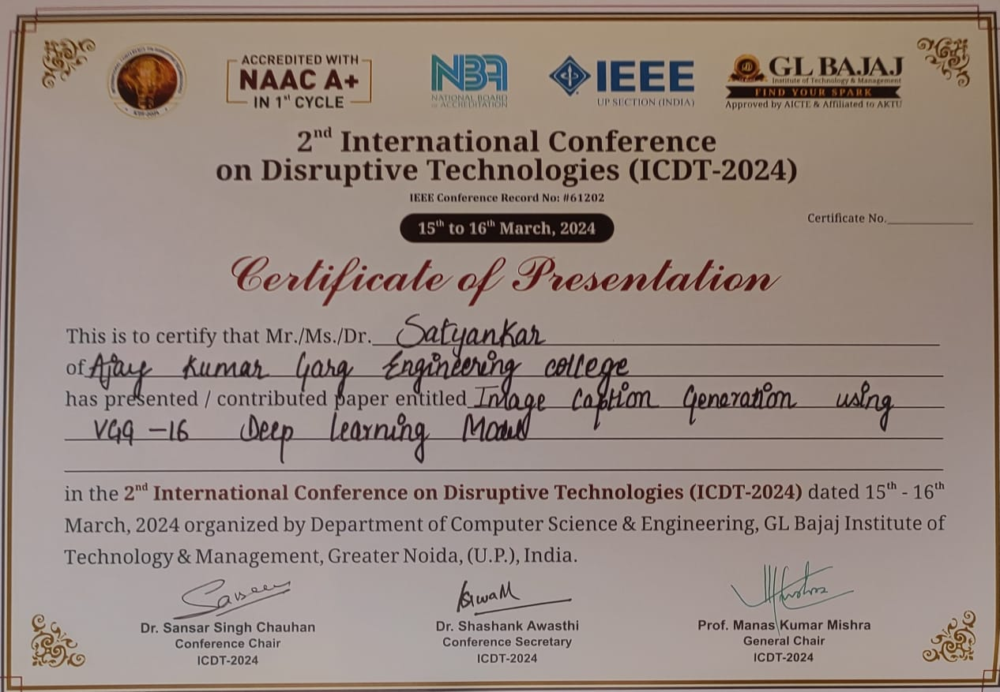 ACCREDITED WITH
NAAC A+
IN 1st CYCLE
NBA
NATIONAL BOARD
of ACCREDITATION
IEEE
UP SECTION (INDIA)
GL BAJAJ
Institute of Technology & Management
FIND YOUR SPARK
Approved by AICTE & Affiliated to AKTU
2nd International Conference
on Disruptive Technologies (ICDT-2024)
IEEE Conference Record No: #61202
15th to 16th March, 2024
Certificate No.
Certificate of Presentation
This is to certify that Mr./Ms./Dr. Satyankar
of Ajay Kumar Garg Engineering college
has presented / contributed paper entitled Image Caption Generation using
VGG -16 Deep Learning Model
in the 2nd International Conference on Disruptive Technologies (ICDT-2024) dated 15th - 16th
March, 2024 organized by Department of Computer Science & Engineering, GL Bajaj Institute of
Technology & Management, Greater Noida, (U.P.), India.
Dr. Sansar Singh Chauhan
Conference Chair
ICDT-2024
Dr. Shashank Awasthi
Conference Secretary
ICDT-2024
Prof. Manas Kumar Mishra
General Chair
ICDT-2024